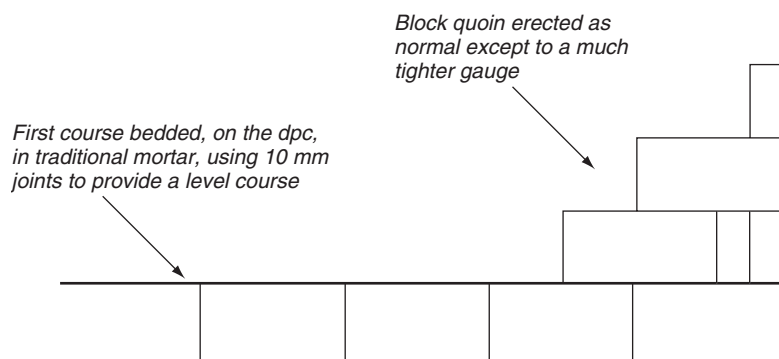 Block quoin erected as
normal except to a much
tighter gauge
First course bedded, on the dpc,
in traditional mortar, using 10 mm
joints to provide a level course